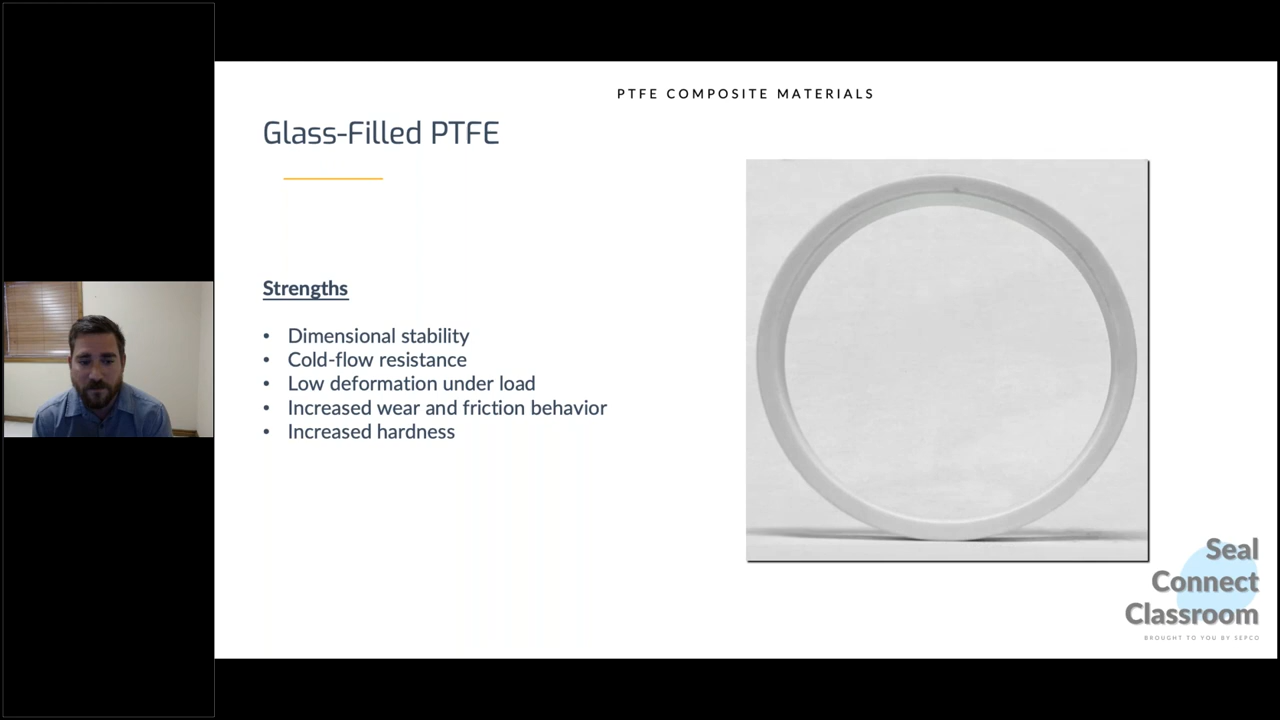 PTFE COMPOSITE MATERIALS
Glass-Filled PTFE
Strengths
• Dimensional stability
• Cold-flow resistance
• Low deformation under load
• Increased wear and friction behavior
• Increased hardness
Seal
Connect
Classroom
BROUGHT TO YOU BY SEPCO